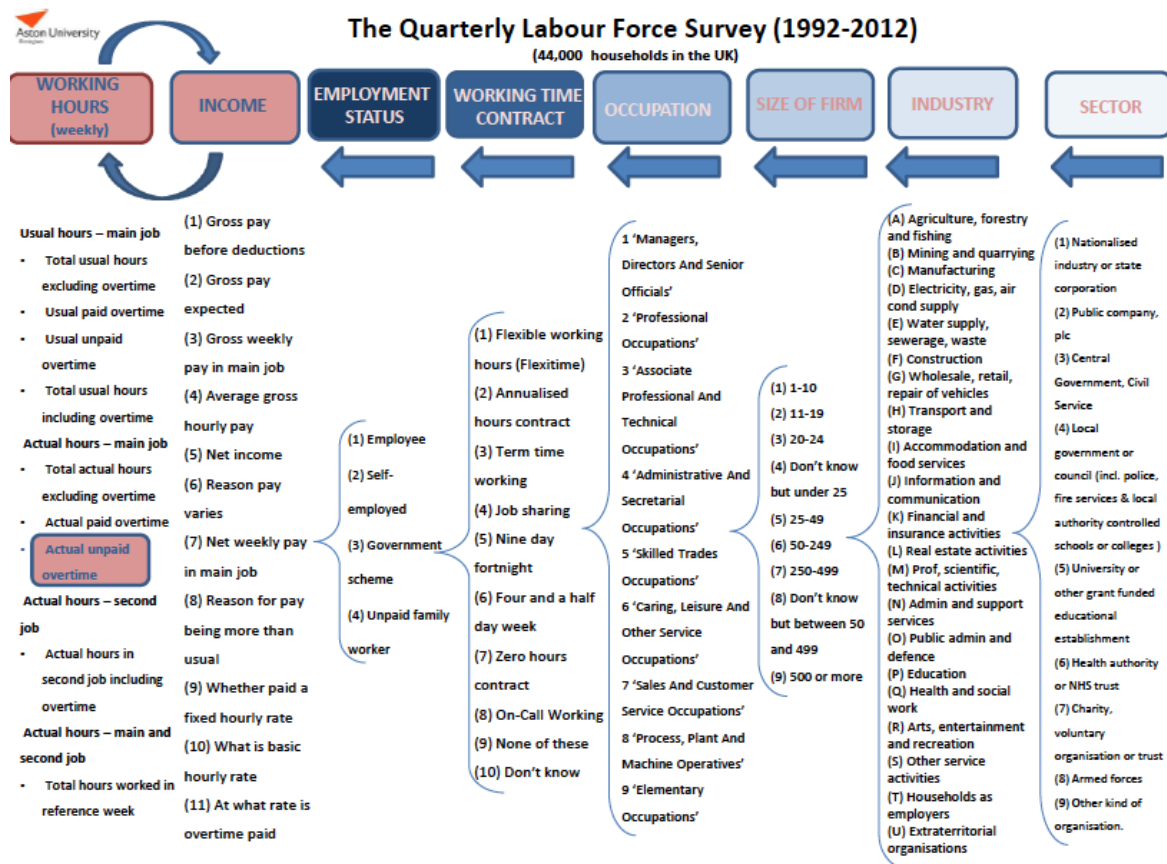 Aston University
Birmingham
The Quarterly Labour Force Survey (1992-2012)
(44,000 households in the UK)
WORKING
HOURS
(weekly)
INCOME
EMPLOYMENT
STATUS
WORKING TIME
CONTRACT
OCCUPATION
SIZE OF FIRM
INDUSTRY
SECTOR
Usual hours – main job
• Total usual hours
excluding overtime
• Usual paid overtime
• Usual unpaid
overtime
• Total usual hours
including overtime
Actual hours – main job
• Total actual hours
excluding overtime
• Actual paid overtime
• Actual unpaid
overtime
Actual hours – second
job
• Actual hours in
second job including
overtime
Actual hours – main and
second job
• Total hours worked in
reference week
(1) Gross pay
before deductions
(2) Gross pay
expected
(3) Gross weekly
pay in main job
(4) Average gross
hourly pay
(5) Net income
(6) Reason pay
varies
(7) Net weekly pay
in main job
(8) Reason for pay
being more than
usual
(9) Whether paid a
fixed hourly rate
(10) What is basic
hourly rate
(11) At what rate is
overtime paid
(1) Employee
(2) Self-
employed
(3) Government
scheme
(4) Unpaid family
worker
(1) Flexible working
hours (Flexitime)
(2) Annualised
hours contract
(3) Term time
working
(4) Job sharing
(5) Nine day
fortnight
(6) Four and a half
day week
(7) Zero hours
contract
(8) On-Call Working
(9) None of these
(10) Don't know
1 'Managers,
Directors And Senior
Officials'
2 'Professional
Occupations'
3 'Associate
Professional And
Technical
Occupations'
4 'Administrative And
Secretarial
Occupations'
5 'Skilled Trades
Occupations'
6 'Caring, Leisure And
Other Service
Occupations'
7 'Sales And Customer
Service Occupations'
8 'Process, Plant And
Machine Operatives'
9 'Elementary
Occupations'
(1) 1-10
(2) 11-19
(3) 20-24
(4) Don't know
but under 25
(5) 25-49
(6) 50-249
(7) 250-499
(8) Don't know
but between 50
and 499
(9) 500 or more
(A) Agriculture, forestry
and fishing
(B) Mining and quarrying
(C) Manufacturing
(D) Electricity, gas, air
cond supply
(E) Water supply,
sewerage, waste
(F) Construction
(G) Wholesale, retail,
repair of vehicles
(H) Transport and
storage
(I) Accommodation and
food services
(J) Information and
communication
(K) Financial and
insurance activities
(L) Real estate activities
(M) Prof, scientific,
technical activities
(N) Admin and support
services
(O) Public admin and
defence
(P) Education
(Q) Health and social
work
(R) Arts, entertainment
and recreation
(S) Other service
activities
(T) Households as
employers
(U) Extraterritorial
organisations
(1) Nationalised
industry or state
corporation
(2) Public company,
plc
(3) Central
Government, Civil
Service
(4) Local
government or
council (incl. police,
fire services & local
authority controlled
schools or colleges )
(5) University or
other grant funded
educational
establishment
(6) Health authority
or NHS trust
(7) Charity,
voluntary
organisation or trust
(8) Armed forces
(9) Other kind of
organisation.